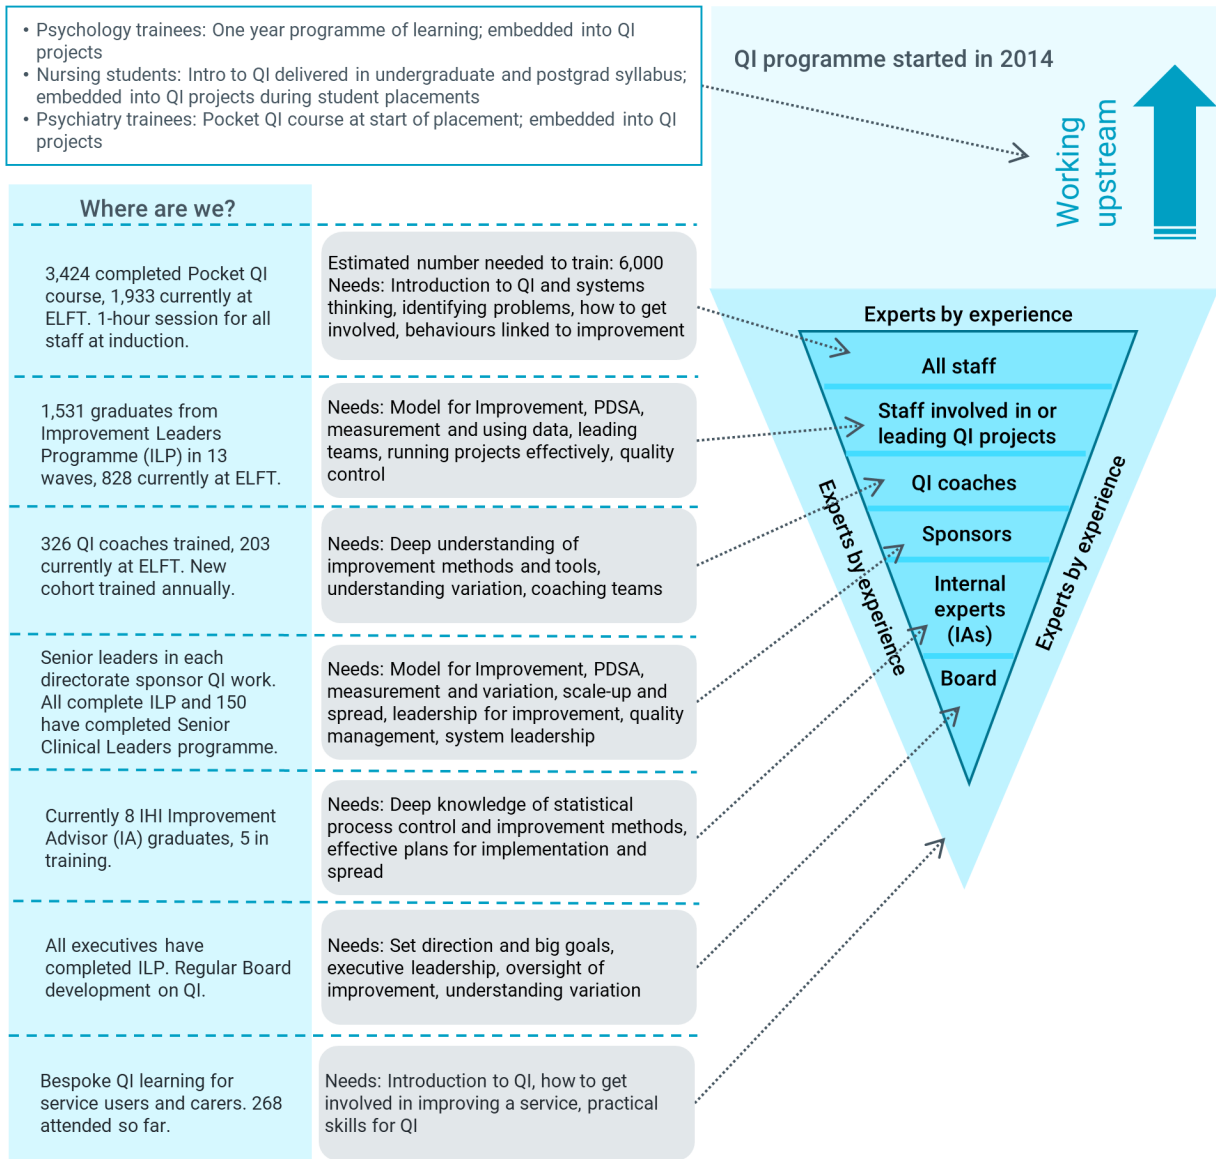 • Psychology trainees: One year programme of learning; embedded into QI
projects
• Nursing students: Intro to QI delivered in undergraduate and postgrad syllabus;
embedded into QI projects during student placements
• Psychiatry trainees: Pocket QI course at start of placement; embedded into QI
projects
QI programme started in 2014
Working
upstream
Where are we?
3,424 completed Pocket QI
course, 1,933 currently at
ELFT. 1-hour session for all
staff at induction.
Estimated number needed to train: 6,000
Needs: Introduction to QI and systems
thinking, identifying problems, how to get
involved, behaviours linked to improvement
1,531 graduates from
Improvement Leaders
Programme (ILP) in 13
waves, 828 currently at ELFT.
Needs: Model for Improvement, PDSA,
measurement and using data, leading
teams, running projects effectively, quality
control
326 QI coaches trained, 203
currently at ELFT. New
cohort trained annually.
Needs: Deep understanding of
improvement methods and tools,
understanding variation, coaching teams
Senior leaders in each
directorate sponsor QI work.
All complete ILP and 150
have completed Senior
Clinical Leaders programme.
Needs: Model for Improvement, PDSA,
measurement and variation, scale-up and
spread, leadership for improvement, quality
management, system leadership
Currently 8 IHI Improvement
Advisor (IA) graduates, 5 in
training.
Needs: Deep knowledge of statistical
process control and improvement methods,
effective plans for implementation and
spread
All executives have
completed ILP. Regular Board
development on QI.
Needs: Set direction and big goals,
executive leadership, oversight of
improvement, understanding variation
Bespoke QI learning for
service users and carers. 268
attended so far.
Needs: Introduction to QI, how to get
involved in improving a service, practical
skills for QI
Experts by experience
All staff
Staff involved in or
leading QI projects
QI coaches
Sponsors
Internal
experts
(IAs)
Board
Experts by experience
Experts by experience